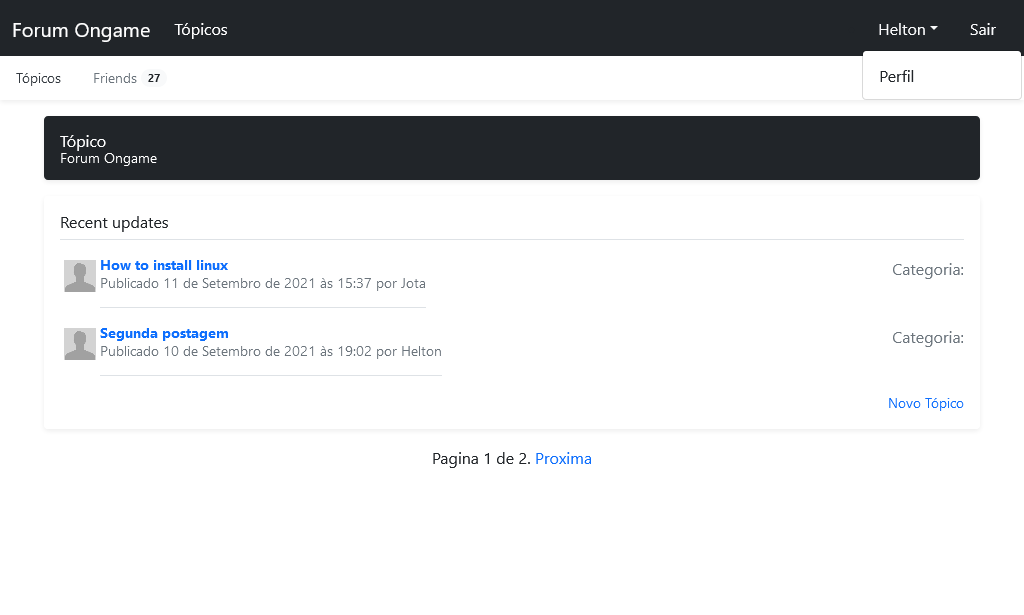 Forum Ongame Tópicos Helton Sair
Perfil
Tópicos Friends 27
Tópico
Forum Ongame
Recent updates
How to install linux
Publicado 11 de Setembro de 2021 às 15:37 por Jota
Categoria:
Segunda postagem
Publicado 10 de Setembro de 2021 às 19:02 por Helton
Categoria:
Novo Tópico
Pagina 1 de 2. Proxima